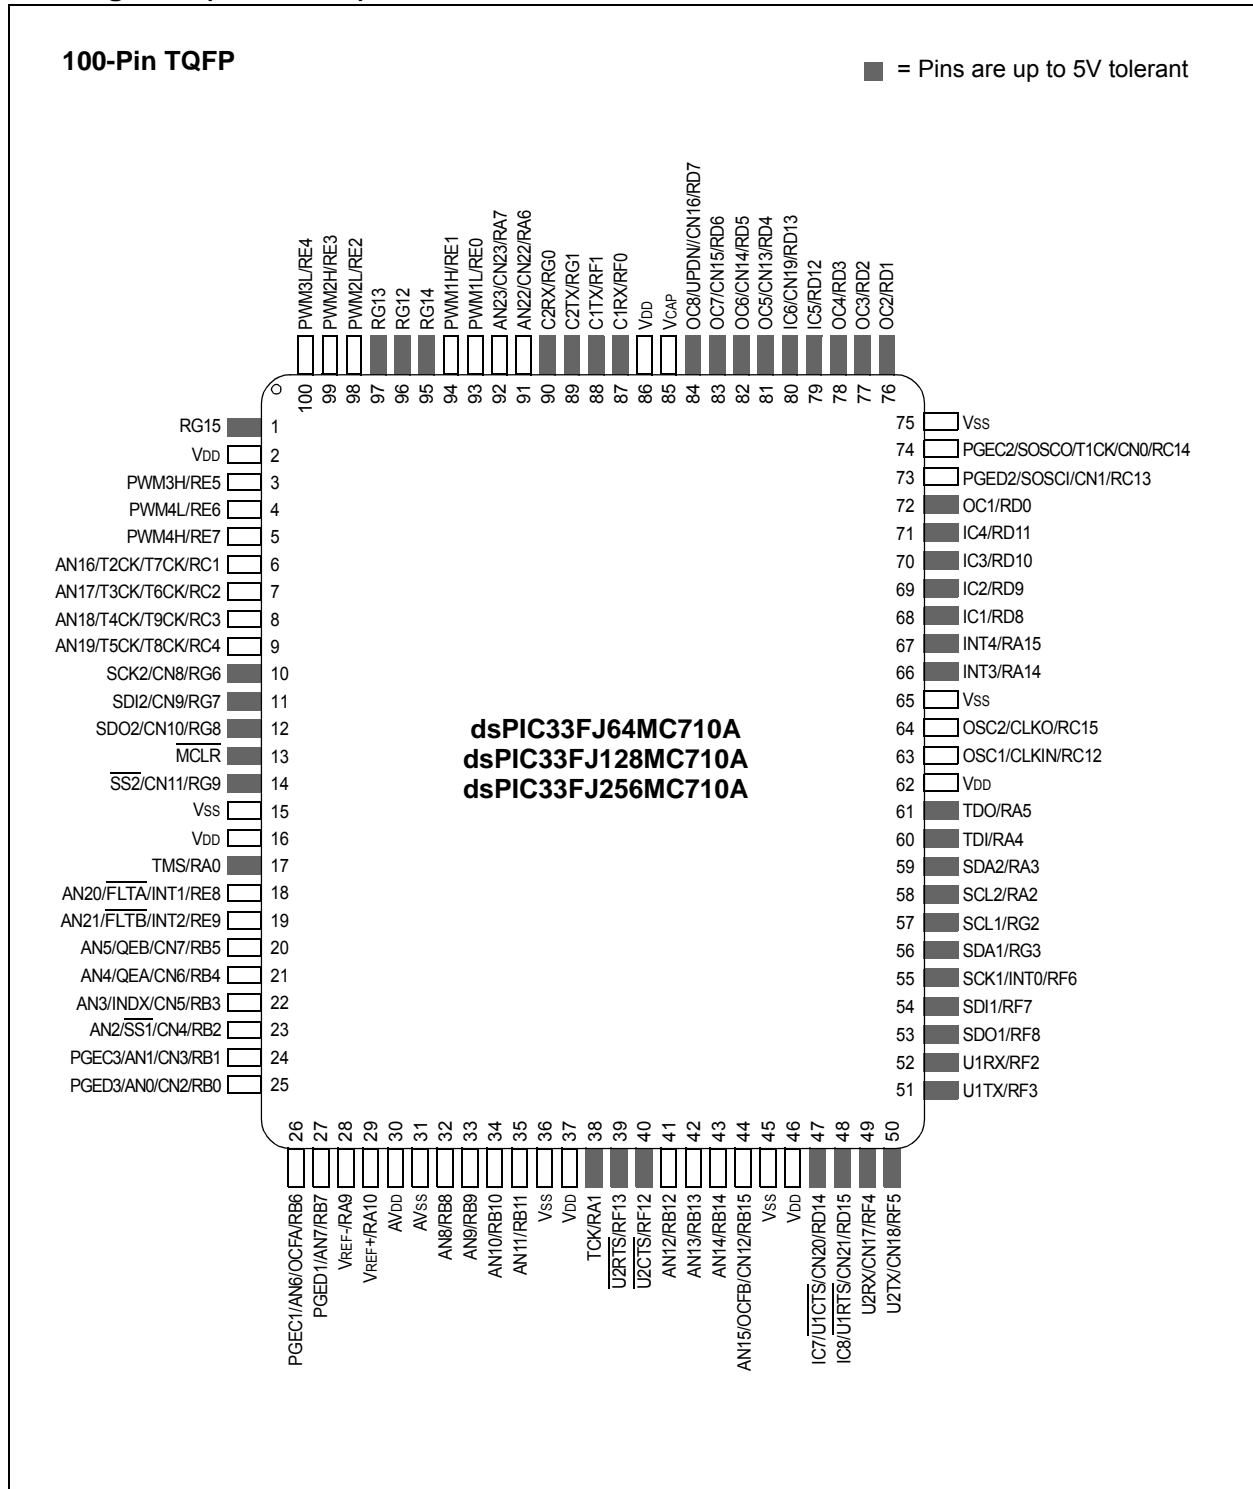 100-Pin TQFP
= Pins are up to 5V tolerant
PWM3L/RE4
PWM2H/RE3
PWM2L/RE2
RG13
RG12
RG14
PWM1H/RE1
PWM1L/RE0
AN23/CN23/RA7
AN22/CN22/RA6
C2RX/RG0
C2TX/RG1
C1TX/RF1
C1RX/RF0
VDD
VCAP
OC8/UPDN//CN16/RD7
OC7/CN15/RD6
OC6/CN14/RD5
OC5/CN13/RD4
IC6/CN19/RD13
IC5/RD12
OC4/RD3
OC3/RD2
OC2/RD1
100
99
98
97
96
95
94
93
92
91
90
89
88
87
86
85
84
83
82
81
80
79
78
77
76
RG15 1
VDD 2
PWM3H/RE5 3
PWM4L/RE6 4
PWM4H/RE7 5
AN16/T2CK/T7CK/RC1 6
AN17/T3CK/T6CK/RC2 7
AN18/T4CK/T9CK/RC3 8
AN19/T5CK/T8CK/RC4 9
SCK2/CN8/RG6 10
SDI2/CN9/RG7 11
SDO2/CN10/RG8 12
MCLR 13
SS2/CN11/RG9 14
VSS 15
VDD 16
TMS/RA0 17
AN20/FLTA/INT1/RE8 18
AN21/FLTB/INT2/RE9 19
AN5/QEB/CN7/RB5 20
AN4/QEA/CN6/RB4 21
AN3/INDX/CN5/RB3 22
AN2/SS1/CN4/RB2 23
PGEC3/AN1/CN3/RB1 24
PGED3/AN0/CN2/RB0 25
dsPIC33FJ64MC710A
dsPIC33FJ128MC710A
dsPIC33FJ256MC710A
75 VSS
74 PGEC2/SOSCO/T1CK/CN0/RC14
73 PGED2/SOSCI/CN1/RC13
72 OC1/RD0
71 IC4/RD11
70 IC3/RD10
69 IC2/RD9
68 IC1/RD8
67 INT4/RA15
66 INT3/RA14
65 VSS
64 OSC2/CLKO/RC15
63 OSC1/CLKIN/RC12
62 VDD
61 TDO/RA5
60 TDI/RA4
59 SDA2/RA3
58 SCL2/RA2
57 SCL1/RG2
56 SDA1/RG3
55 SCK1/INT0/RF6
54 SDI1/RF7
53 SDO1/RF8
52 U1RX/RF2
51 U1TX/RF3
26
27
28
29
30
31
32
33
34
35
36
37
38
39
40
41
42
43
44
45
46
47
48
49
50
PGEC1/AN6/OCFA/RB6
PGED1/AN7/RB7
VREF-/RA9
VREF+/RA10
AVDD
AVSS
AN8/RB8
AN9/RB9
AN10/RB10
AN11/RB11
VSS
VDD
TCK/RA1
U2RTS/RF13
U2CTS/RF12
AN12/RB12
AN13/RB13
AN14/RB14
AN15/OCFB/CN12/RB15
VSS
VDD
IC7/U1CTS/CN20/RD14
IC8/U1RTS/CN21/RD15
U2RX/CN17/RF4
U2TX/CN18/RF5